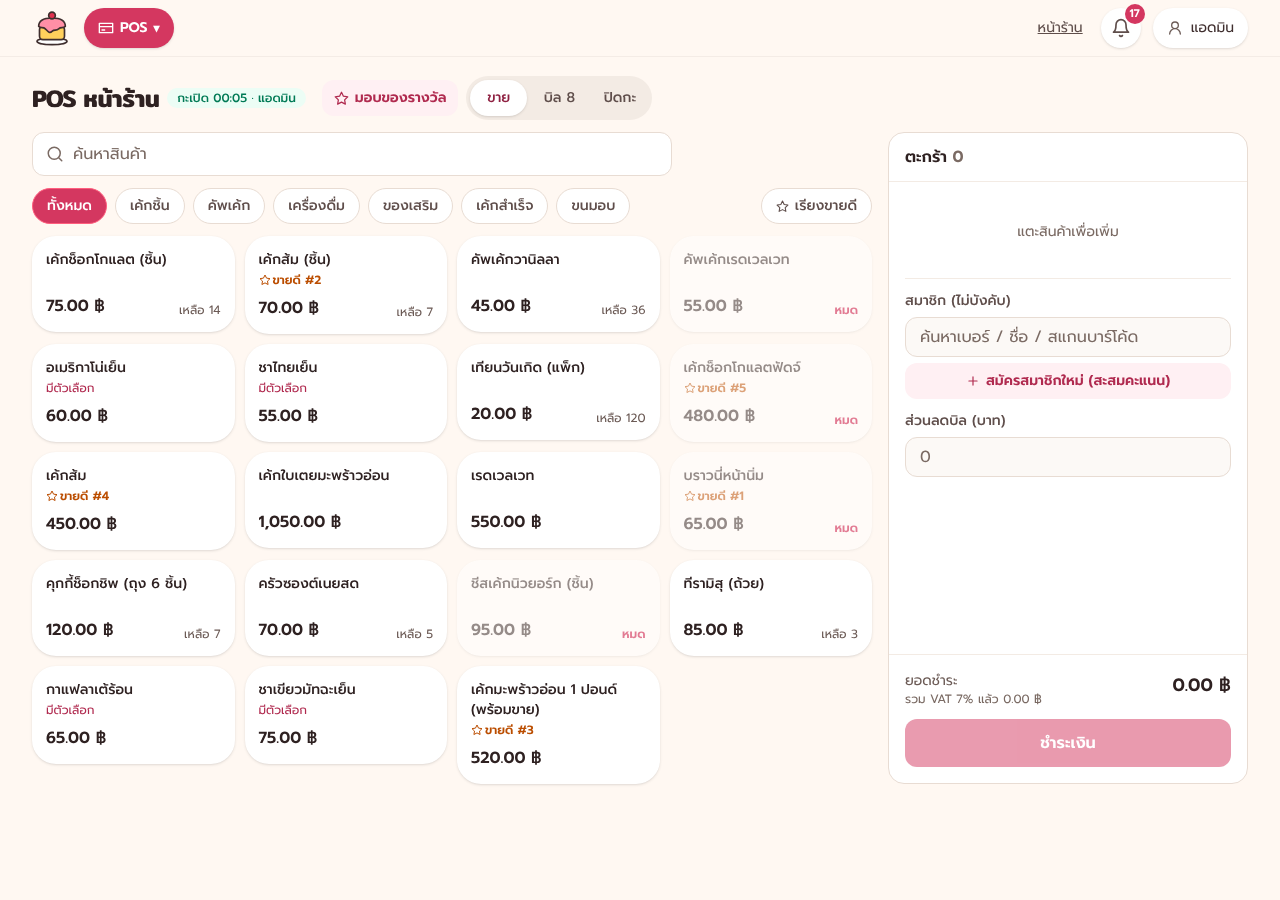 POS ▾
หน้าร้าน
17
แอดมิน
POS หน้าร้าน
กะเปิด 00:05 · แอดมิน
มอบของรางวัล
ขาย
บิล 8
ปิดกะ
ค้นหาสินค้า
ทั้งหมด
เค้กชิ้น
คัพเค้ก
เครื่องดื่ม
ของเสริม
เค้กสำเร็จ
ขนมอบ
เรียงขายดี
เค้กช็อกโกแลต (ชิ้น)
75.00 ฿
เหลือ 14
เค้กส้ม (ชิ้น)
ขายดี #2
70.00 ฿
เหลือ 7
คัพเค้กวานิลลา
45.00 ฿
เหลือ 36
คัพเค้กเรดเวลเวท
55.00 ฿
หมด
อเมริกาโน่เย็น
มีตัวเลือก
60.00 ฿
ชาไทยเย็น
มีตัวเลือก
55.00 ฿
เทียนวันเกิด (แพ็ก)
20.00 ฿
เหลือ 120
เค้กช็อกโกแลตฟัดจ์
ขายดี #5
480.00 ฿
หมด
เค้กส้ม
ขายดี #4
450.00 ฿
เค้กใบเตยมะพร้าวอ่อน
1,050.00 ฿
เรดเวลเวท
550.00 ฿
บราวนี่หน้านิ่ม
ขายดี #1
65.00 ฿
หมด
คุกกี้ช็อกชิพ (ถุง 6 ชิ้น)
120.00 ฿
เหลือ 7
ครัวซองต์เนยสด
70.00 ฿
เหลือ 5
ชีสเค้กนิวยอร์ก (ชิ้น)
95.00 ฿
หมด
ทีรามิสุ (ถ้วย)
85.00 ฿
เหลือ 3
กาแฟลาเต้ร้อน
มีตัวเลือก
65.00 ฿
ชาเขียวมัทฉะเย็น
มีตัวเลือก
75.00 ฿
เค้กมะพร้าวอ่อน 1 ปอนด์
(พร้อมขาย)
ขายดี #3
520.00 ฿
ตะกร้า 0
แตะสินค้าเพื่อเพิ่ม
สมาชิก (ไม่บังคับ)
ค้นหาเบอร์ / ชื่อ / สแกนบาร์โค้ด
+ สมัครสมาชิกใหม่ (สะสมคะแนน)
ส่วนลดบิล (บาท)
0
ยอดชำระ
รวม VAT 7% แล้ว 0.00 ฿
0.00 ฿
ชำระเงิน